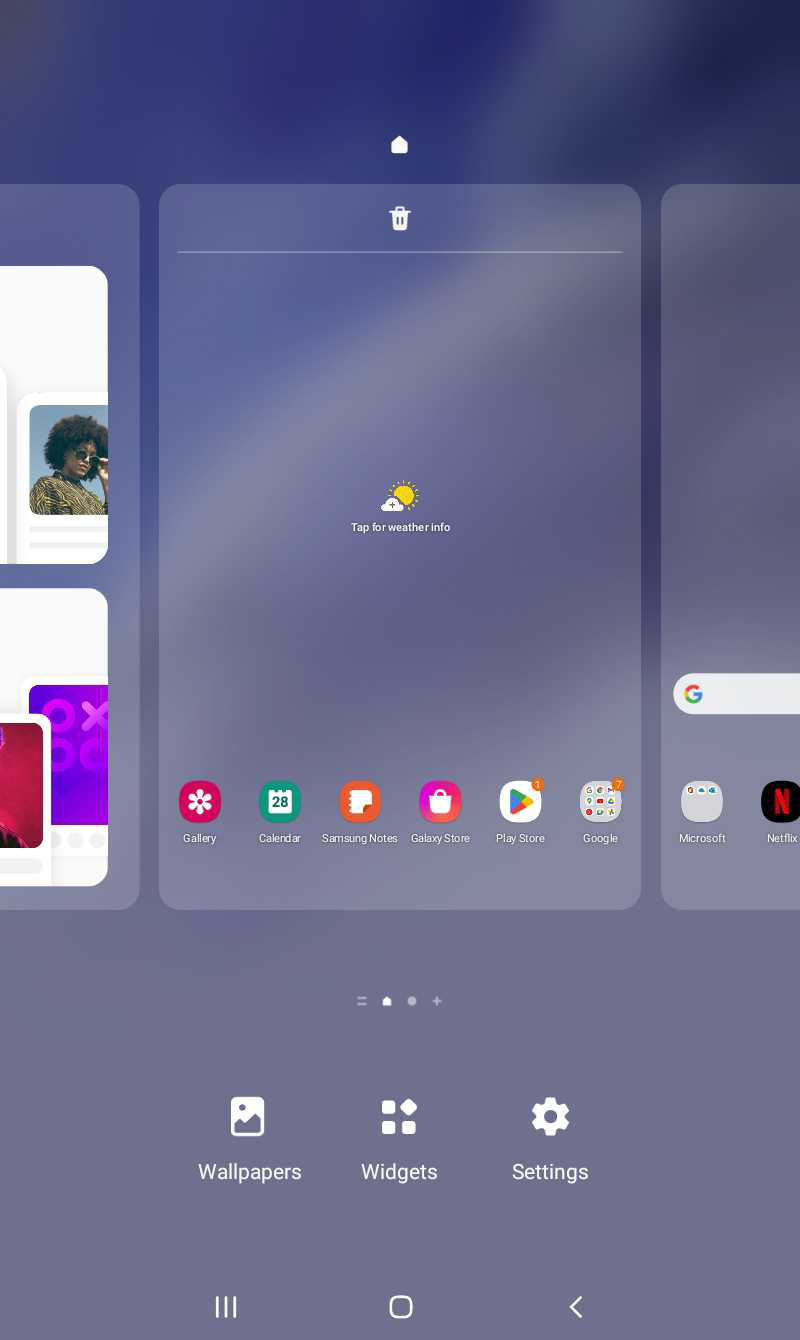 Tap for weather info
28
1
7
Gallery
Calendar
Samsung Notes
Galaxy Store
Play Store
Google
Microsoft
Netflix
Wallpapers
Widgets
Settings